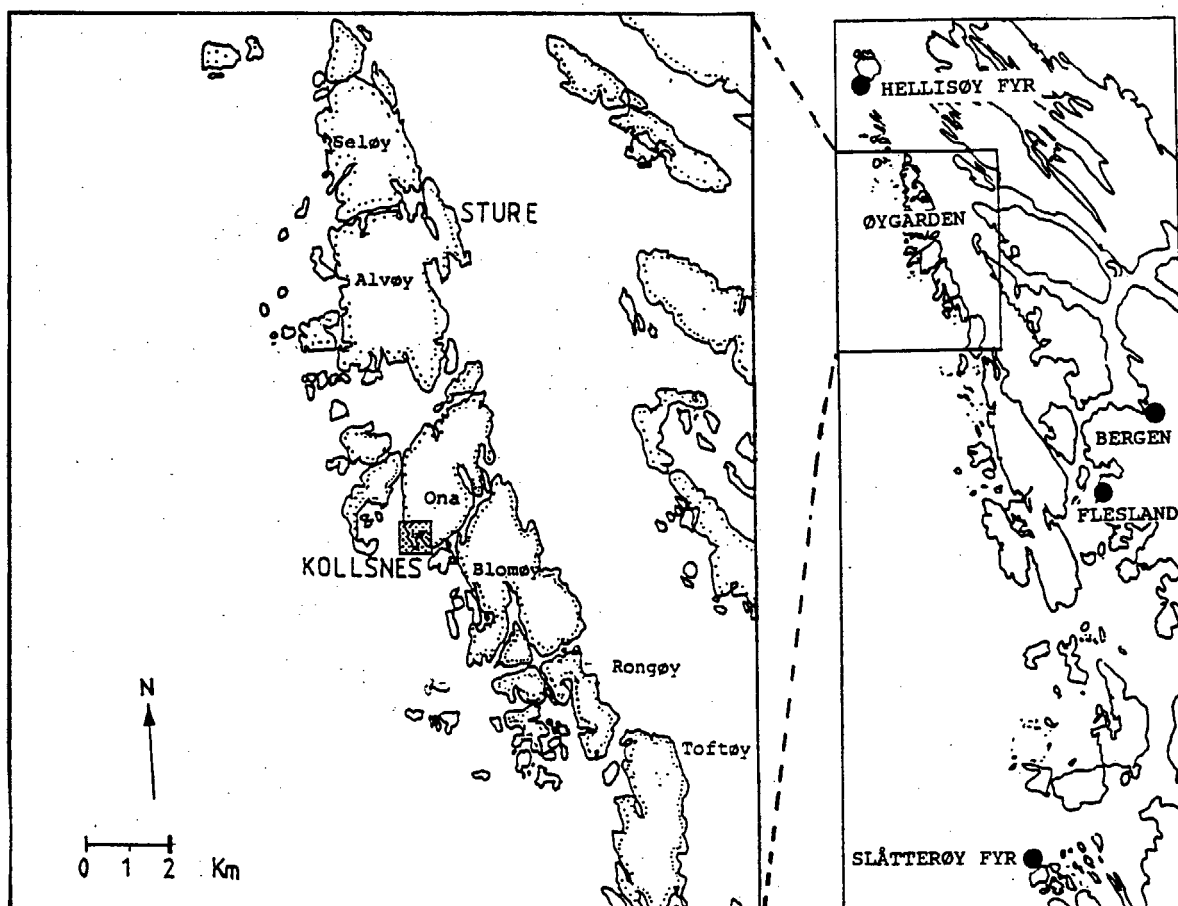 Seløy
STURE
Alvøy
Ona
KOLLSNES
Blomøy
Rongøy
Toftøy
N
0 1 2 Km
HELLISØY FYR
ØYGARDEN
BERGEN
FLESLAND
SLÅTTERØY FYR